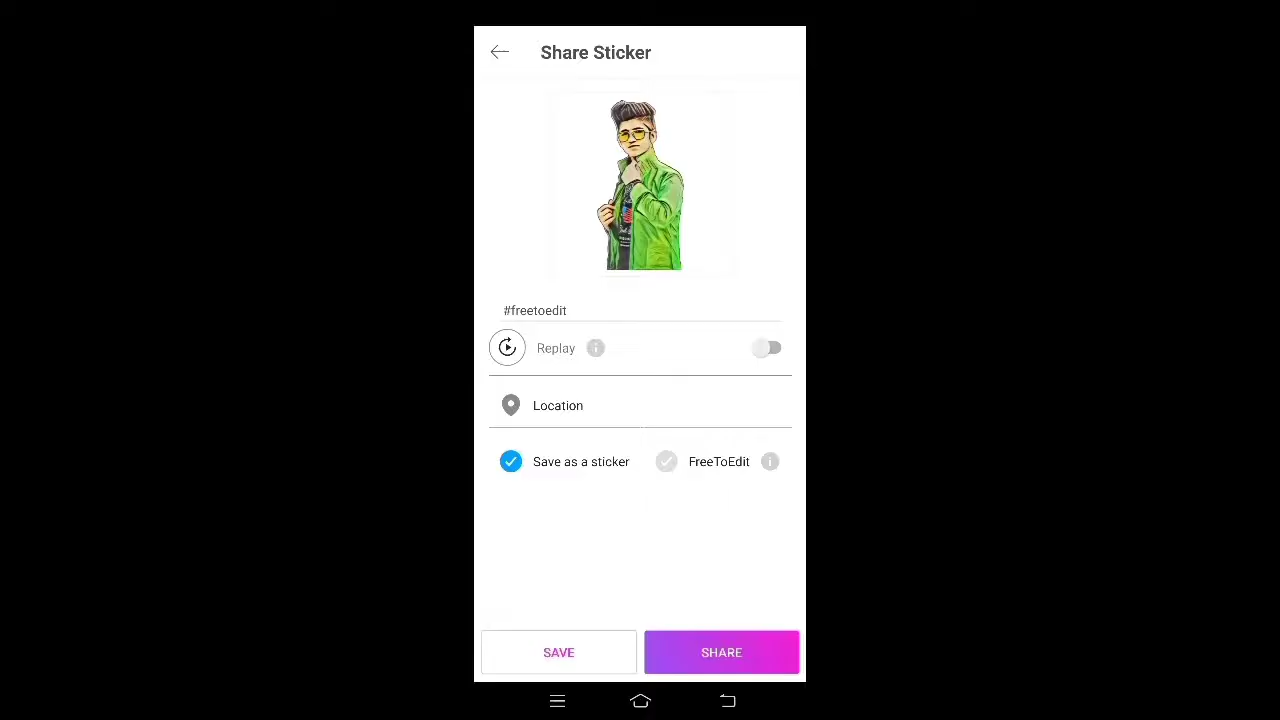 Share Sticker
#freetoedit
Replay
Location
Save as a sticker
FreeToEdit
SAVE
SHARE